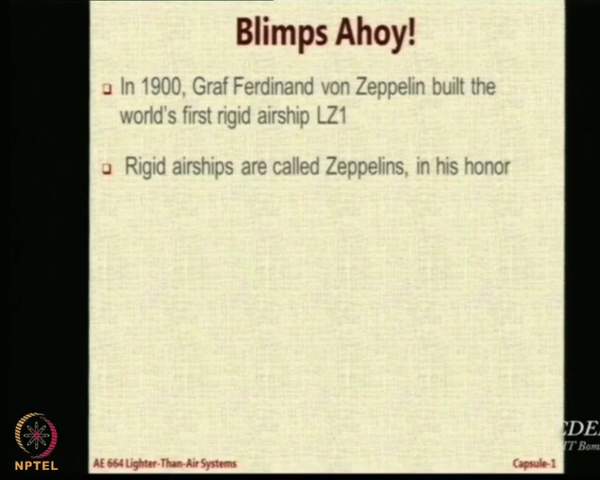 Blimps Ahoy!
In 1900, Graf Ferdinand von Zeppelin built the
world's first rigid airship LZ1
Rigid airships are called Zeppelins, in his honor
NPTEL
AE 664 Lighter-Than-Air Systems
Capsule-1